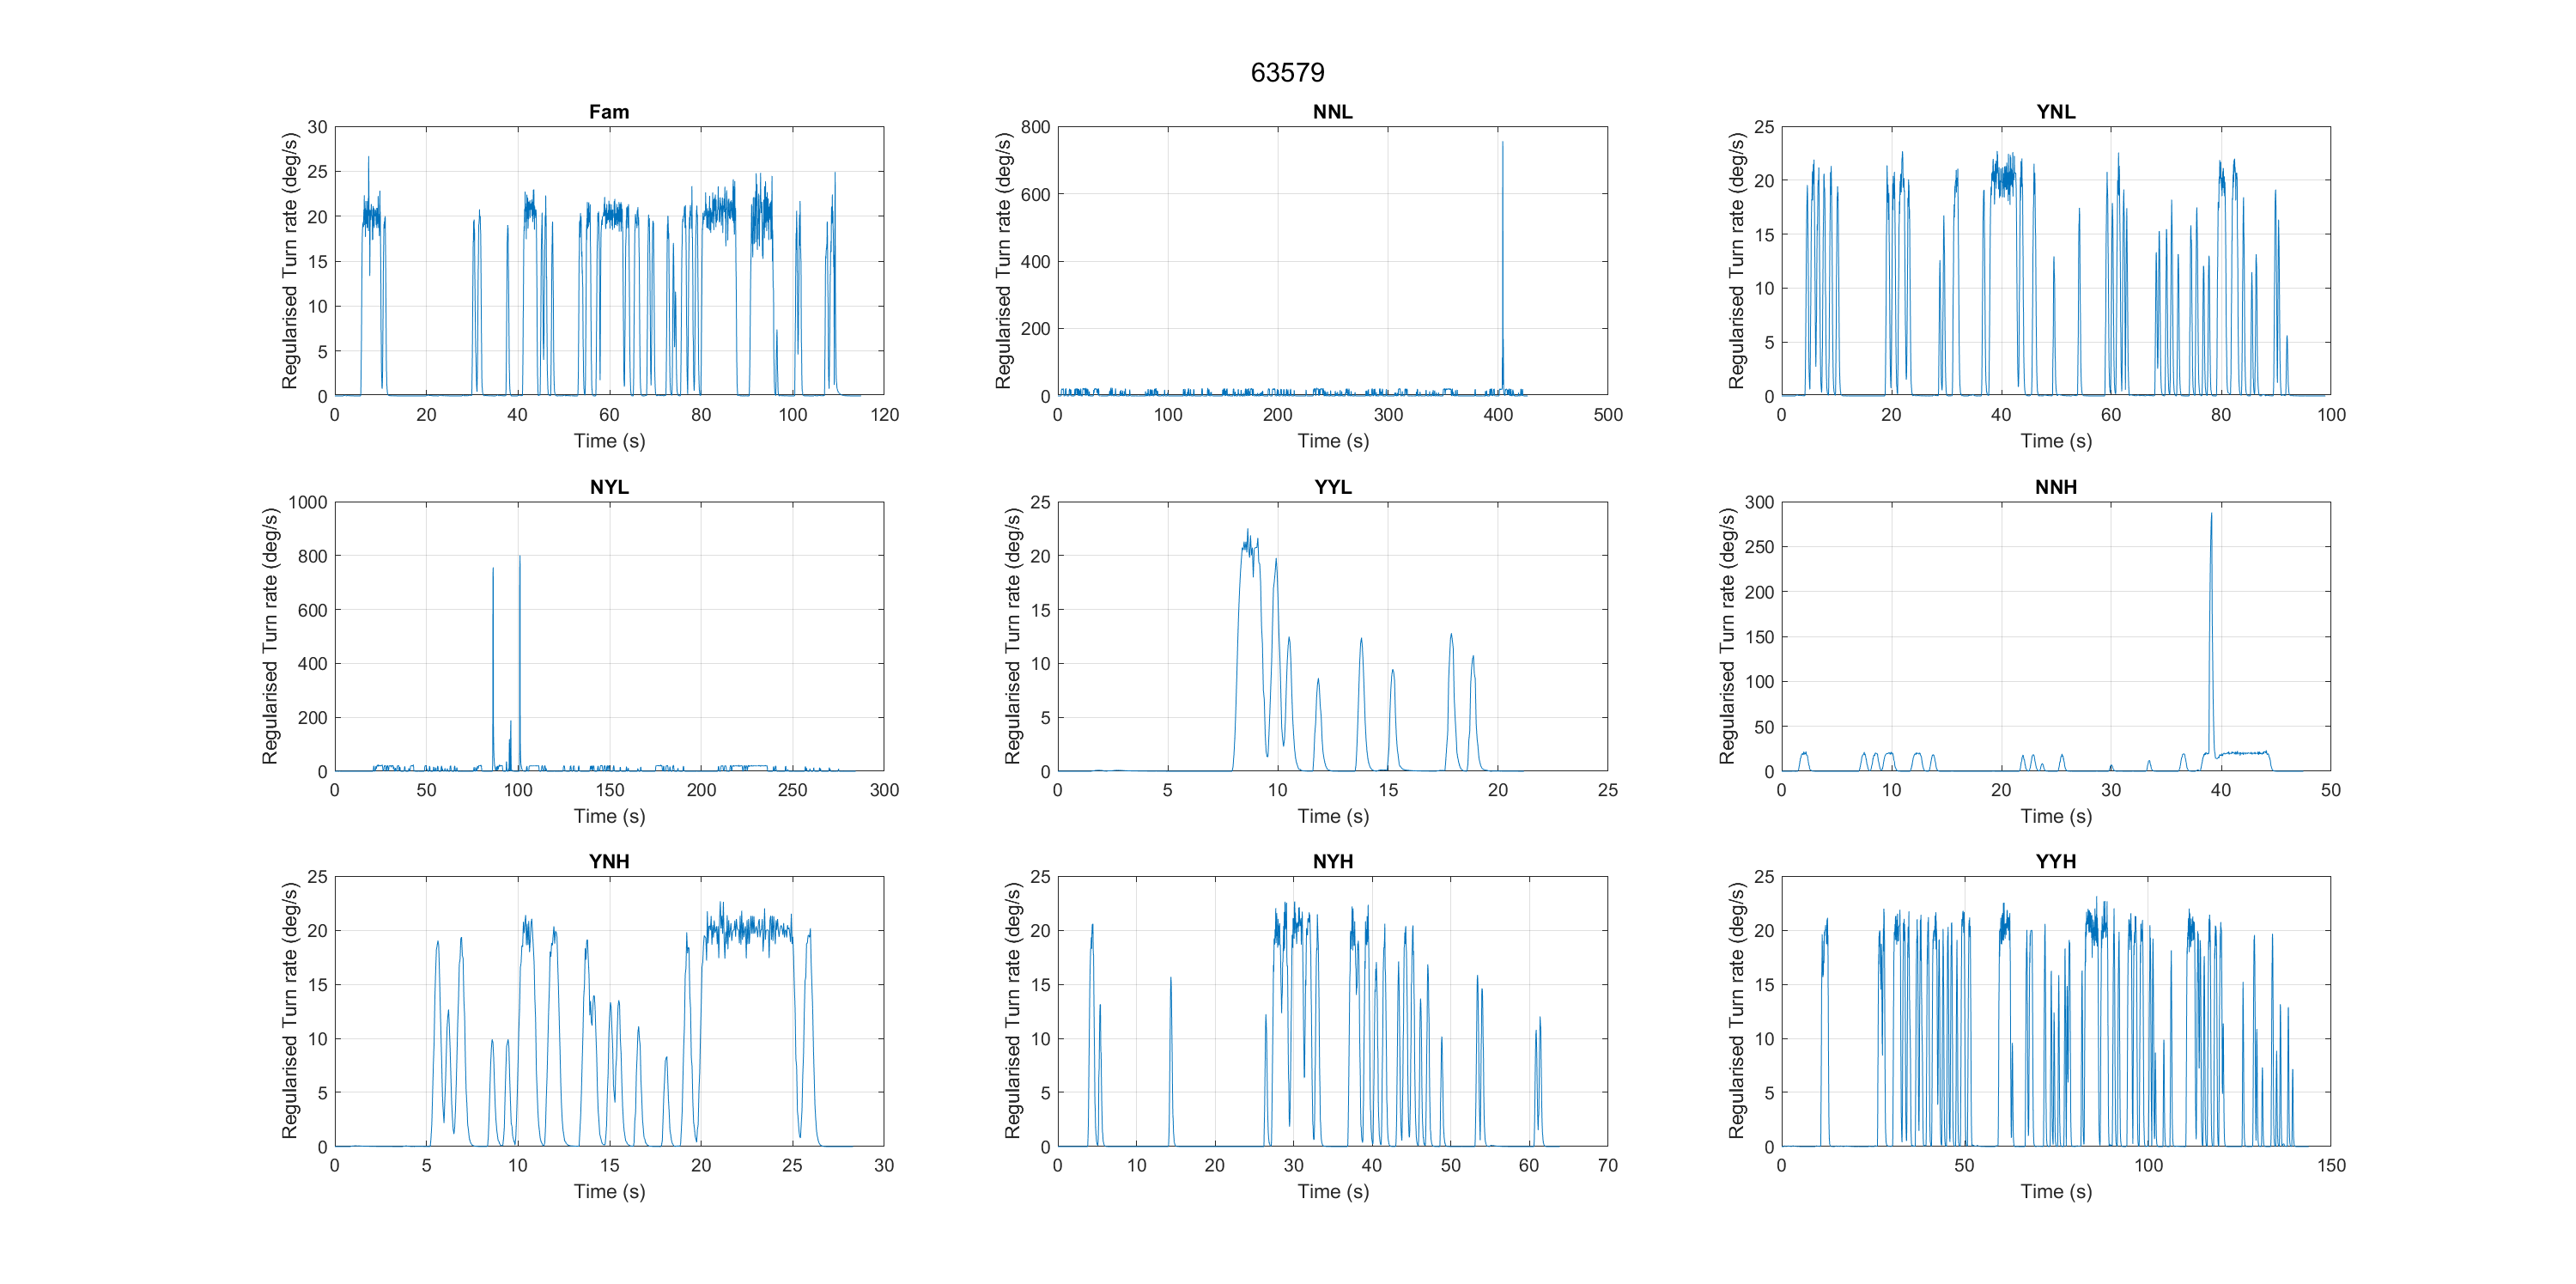 63579
Fam
Regularised Turn rate (deg/s)
30
25
20
15
10
5
0
0 20 40 60 80 100 120
Time (s)
NNL
Regularised Turn rate (deg/s)
800
600
400
200
0
0 100 200 300 400 500
Time (s)
YNL
Regularised Turn rate (deg/s)
25
20
15
10
5
0
0 20 40 60 80 100
Time (s)
NYL
Regularised Turn rate (deg/s)
1000
800
600
400
200
0
0 50 100 150 200 250 300
Time (s)
YYL
Regularised Turn rate (deg/s)
25
20
15
10
5
0
0 5 10 15 20 25
Time (s)
NNH
Regularised Turn rate (deg/s)
300
250
200
150
100
50
0
0 10 20 30 40 50
Time (s)
YNH
Regularised Turn rate (deg/s)
25
20
15
10
5
0
0 5 10 15 20 25 30
Time (s)
NYH
Regularised Turn rate (deg/s)
25
20
15
10
5
0
0 10 20 30 40 50 60 70
Time (s)
YYH
Regularised Turn rate (deg/s)
25
20
15
10
5
0
0 50 100 150
Time (s)